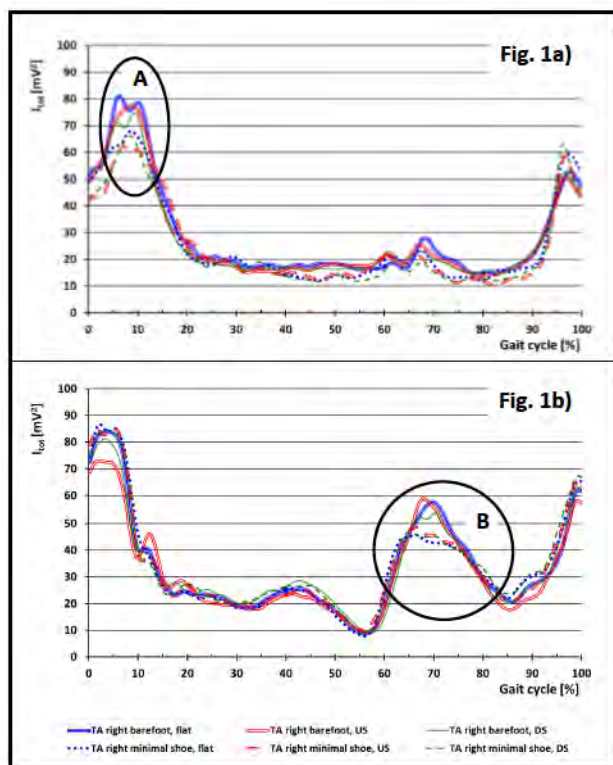 Fig. 1a)
I_tot [mV²]
A
100
90
80
70
60
50
40
30
20
10
0
0 10 20 30 40 50 60 70 80 90 100
Gait cycle [%]
Fig. 1b)
I_tot [mV²]
B
100
90
80
70
60
50
40
30
20
10
0
0 10 20 30 40 50 60 70 80 90 100
Gait cycle [%]
TA right barefoot, flat TA right barefoot, US TA right barefoot, DS
TA right minimal shoe, flat TA right minimal shoe, US TA right minimal shoe, DS